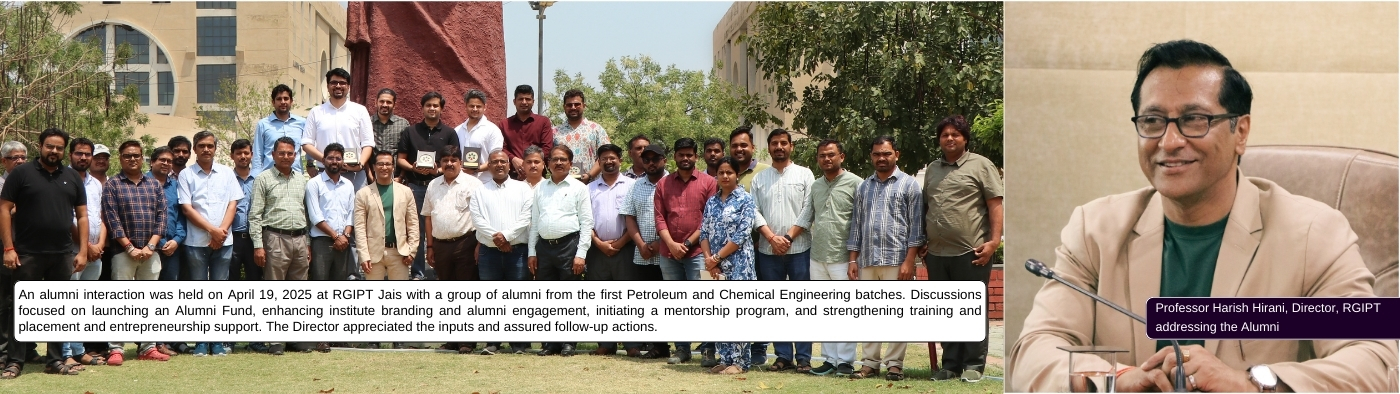 An alumni interaction was held on April 19, 2025 at RGIPT Jais with a group of alumni from the first Petroleum and Chemical Engineering batches. Discussions
focused on launching an Alumni Fund, enhancing institute branding and alumni engagement, initiating a mentorship program, and strengthening training and
placement and entrepreneurship support. The Director appreciated the inputs and assured follow-up actions.
Professor Harish Hirani, Director, RGIPT
addressing the Alumni